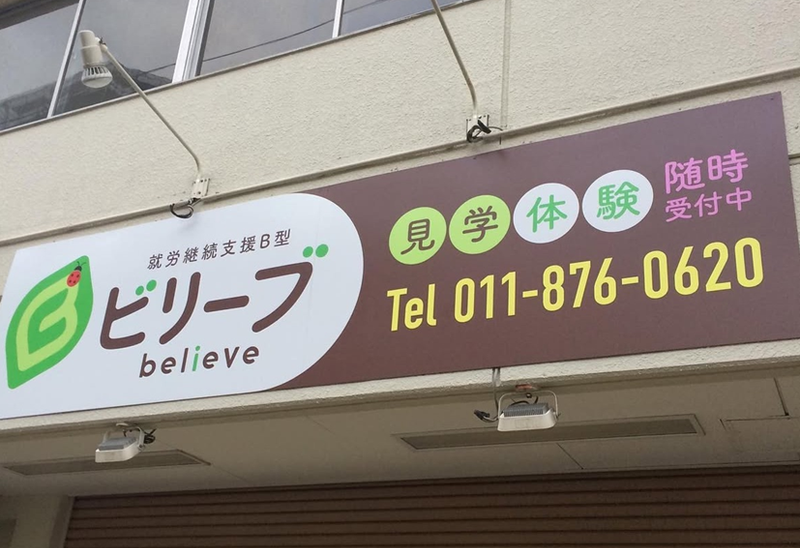 就労継続支援B型
ビリーブ
believe
見学体験
随時
受付中
Tel 011-876-0620